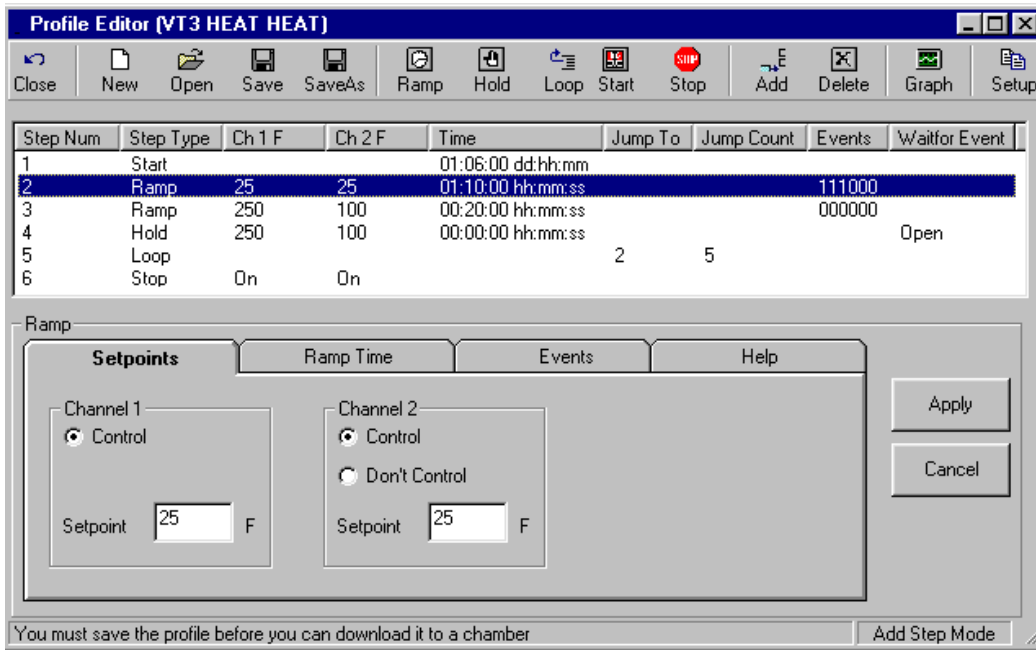 Profile Editor (VT3 HEAT HEAT)
Close New Open Save SaveAs Ramp Hold Loop Start STOP Stop Add Delete Graph Setup
Step Num Step Type Ch 1 F Ch 2 F Time Jump To Jump Count Events Waitfor Event
1 Start 01:06:00 dd:hh:mm
2 Ramp 25 25 01:10:00 hh:mm:ss 111000
3 Ramp 250 100 00:20:00 hh:mm:ss 000000
4 Hold 250 100 00:00:00 hh:mm:ss Open
5 Loop 2 5
6 Stop On On
Ramp
Setpoints Ramp Time Events Help
Channel 1 Channel 2
Control Control
Don't Control
Setpoint 25 F Setpoint 25 F
Apply
Cancel
You must save the profile before you can download it to a chamber Add Step Mode